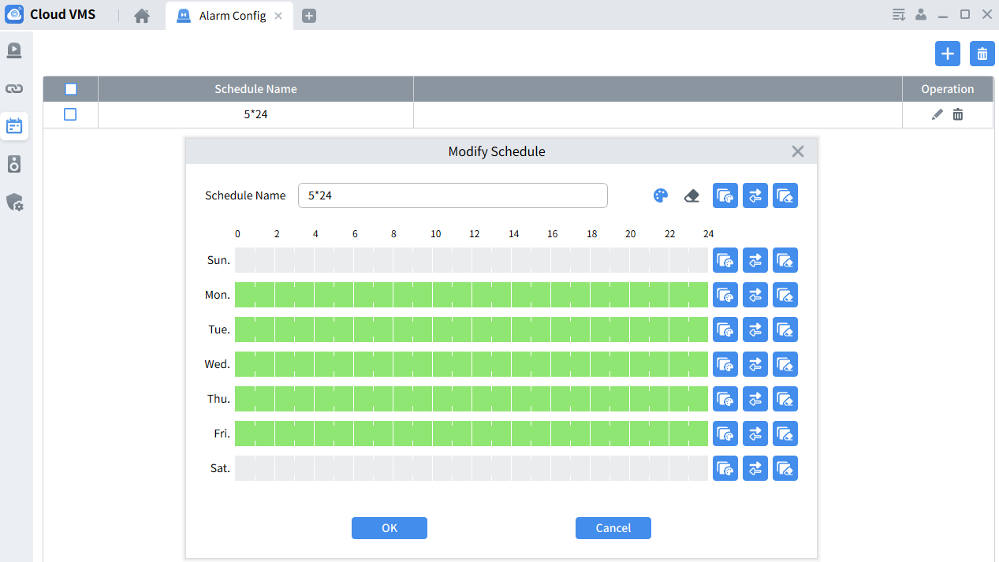 Cloud VMS
Alarm Config
Schedule Name
Operation
5*24
Modify Schedule
Schedule Name
5*24
0 2 4 6 8 10 12 14 16 18 20 22 24
Sun.
Mon.
Tue.
Wed.
Thu.
Fri.
Sat.
OK
Cancel